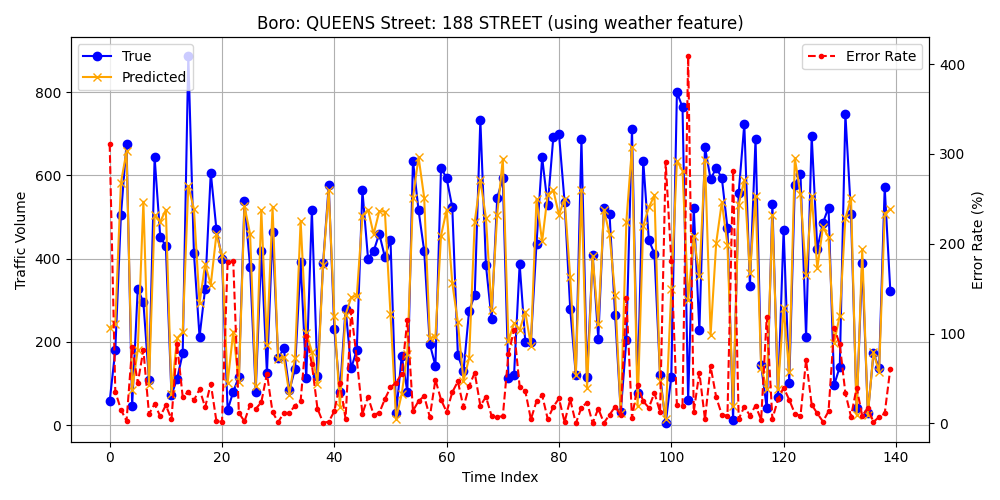 Boro: QUEENS Street: 188 STREET (using weather feature)
True
Predicted
Error Rate
Traffic Volume
800
600
400
200
0
400
300
200
100
0
Error Rate (%)
0 20 40 60 80 100 120 140
Time Index